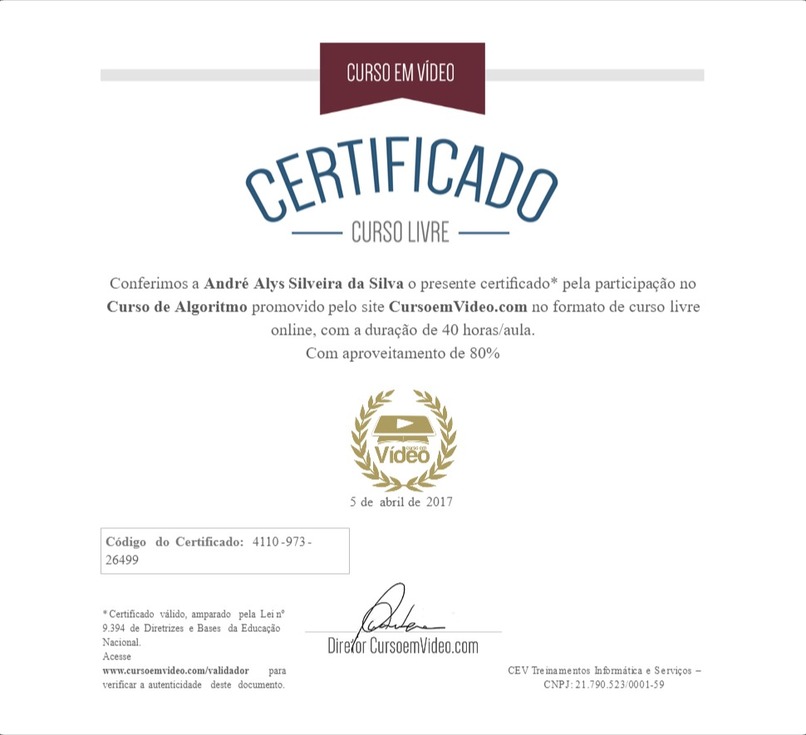 CURSO EM VÍDEO
CERTIFICADO
CURSO LIVRE
Conferimos a André Alys Silveira da Silva o presente certificado* pela participação no
Curso de Algoritmo promovido pelo site CursoemVideo.com no formato de curso livre
online, com a duração de 40 horas/aula.
Com aproveitamento de 80%
Vídeo
5 de abril de 2017
Código do Certificado: 4110-973-
26499
*Certificado válido, amparado pela Lei nº
9.394 de Diretrizes e Bases da Educação
Nacional.
Acesse
www.cursoemvideo.com/validador para
verificar a autenticidade deste documento.
Diretor CursoemVideo.com
CEV Treinamentos Informática e Serviços –
CNPJ: 21.790.523/0001-59